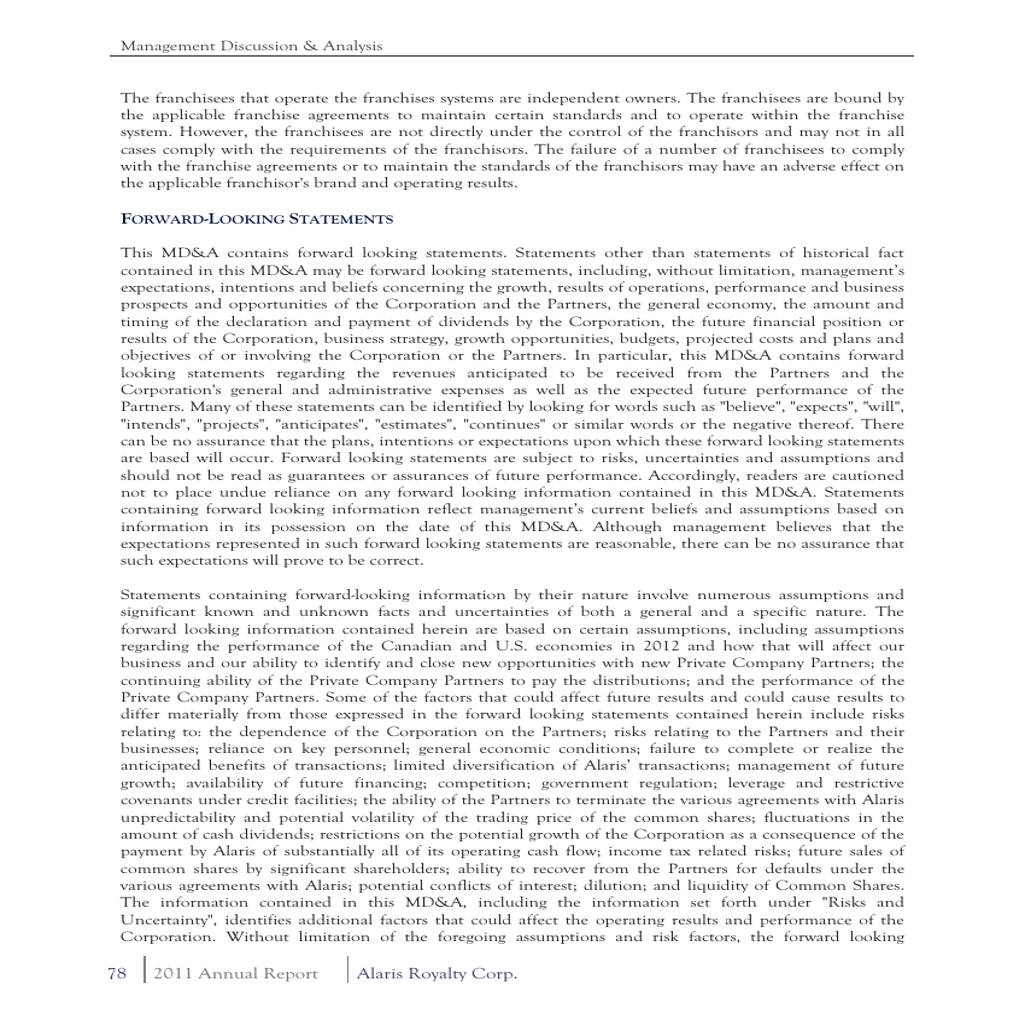 Management Discussion & Analysis
The franchisees that operate the franchises systems are independent owners. The franchisees are bound by
the applicable franchise agreements to maintain certain standards and to operate within the franchise
system. However, the franchisees are not directly under the control of the franchisors and may not in all
cases comply with the requirements of the franchisors. The failure of a number of franchisees to comply
with the franchise agreements or to maintain the standards of the franchisors may have an adverse effect on
the applicable franchisor's brand and operating results.
FORWARD-LOOKING STATEMENTS
This MD&A contains forward looking statements. Statements other than statements of historical fact
contained in this MD&A may be forward looking statements, including, without limitation, management’s
expectations, intentions and beliefs concerning the growth, results of operations, performance and business
prospects and opportunities of the Corporation and the Partners, the general economy, the amount and
timing of the declaration and payment of dividends by the Corporation, the future financial position or
results of the Corporation, business strategy, growth opportunities, budgets, projected costs and plans and
objectives of or involving the Corporation or the Partners. In particular, this MD&A contains forward
looking statements regarding the revenues anticipated to be received from the Partners and the
Corporation's general and administrative expenses as well as the expected future performance of the
Partners. Many of these statements can be identified by looking for words such as "believe", "expects", "will",
"intends", "projects", "anticipates", "estimates", "continues" or similar words or the negative thereof. There
can be no assurance that the plans, intentions or expectations upon which these forward looking statements
are based will occur. Forward looking statements are subject to risks, uncertainties and assumptions and
should not be read as guarantees or assurances of future performance. Accordingly, readers are cautioned
not to place undue reliance on any forward looking information contained in this MD&A. Statements
containing forward looking information reflect management’s current beliefs and assumptions based on
information in its possession on the date of this MD&A. Although management believes that the
expectations represented in such forward looking statements are reasonable, there can be no assurance that
such expectations will prove to be correct.
Statements containing forward-looking information by their nature involve numerous assumptions and
significant known and unknown facts and uncertainties of both a general and a specific nature. The
forward looking information contained herein are based on certain assumptions, including assumptions
regarding the performance of the Canadian and U.S. economies in 2012 and how that will affect our
business and our ability to identify and close new opportunities with new Private Company Partners; the
continuing ability of the Private Company Partners to pay the distributions; and the performance of the
Private Company Partners. Some of the factors that could affect future results and could cause results to
differ materially from those expressed in the forward looking statements contained herein include risks
relating to: the dependence of the Corporation on the Partners; risks relating to the Partners and their
businesses; reliance on key personnel; general economic conditions; failure to complete or realize the
anticipated benefits of transactions; limited diversification of Alaris’ transactions; management of future
growth; availability of future financing; competition; government regulation; leverage and restrictive
covenants under credit facilities; the ability of the Partners to terminate the various agreements with Alaris
unpredictability and potential volatility of the trading price of the common shares; fluctuations in the
amount of cash dividends; restrictions on the potential growth of the Corporation as a consequence of the
payment by Alaris of substantially all of its operating cash flow; income tax related risks; future sales of
common shares by significant shareholders; ability to recover from the Partners for defaults under the
various agreements with Alaris; potential conflicts of interest; dilution; and liquidity of Common Shares.
The information contained in this MD&A, including the information set forth under "Risks and
Uncertainty", identifies additional factors that could affect the operating results and performance of the
Corporation. Without limitation of the foregoing assumptions and risk factors, the forward looking
78 2011 Annual Report Alaris Royalty Corp.